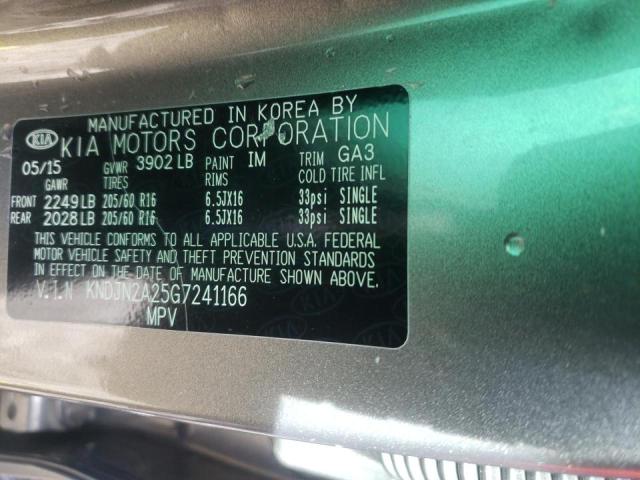 MANUFACTURED IN KOREA BY
KIA KIA MOTORS CORPORATION
05/15 GVWR 3902 LB PAINT IM TRIM GA3
GAWR TIRES RIMS COLD TIRE INFL
FRONT 2249 LB 205/60 R16 6.5JX16 33psi SINGLE
REAR 2028 LB 205/60 R16 6.5JX16 33psi SINGLE
THIS VEHICLE CONFORMS TO ALL APPLICABLE U.S.A. FEDERAL
MOTOR VEHICLE SAFETY AND THEFT PREVENTION STANDARDS
IN EFFECT ON THE DATE OF MANUFACTURE SHOWN ABOVE.
V.I.N KNDJN2A25G7241166
MPV